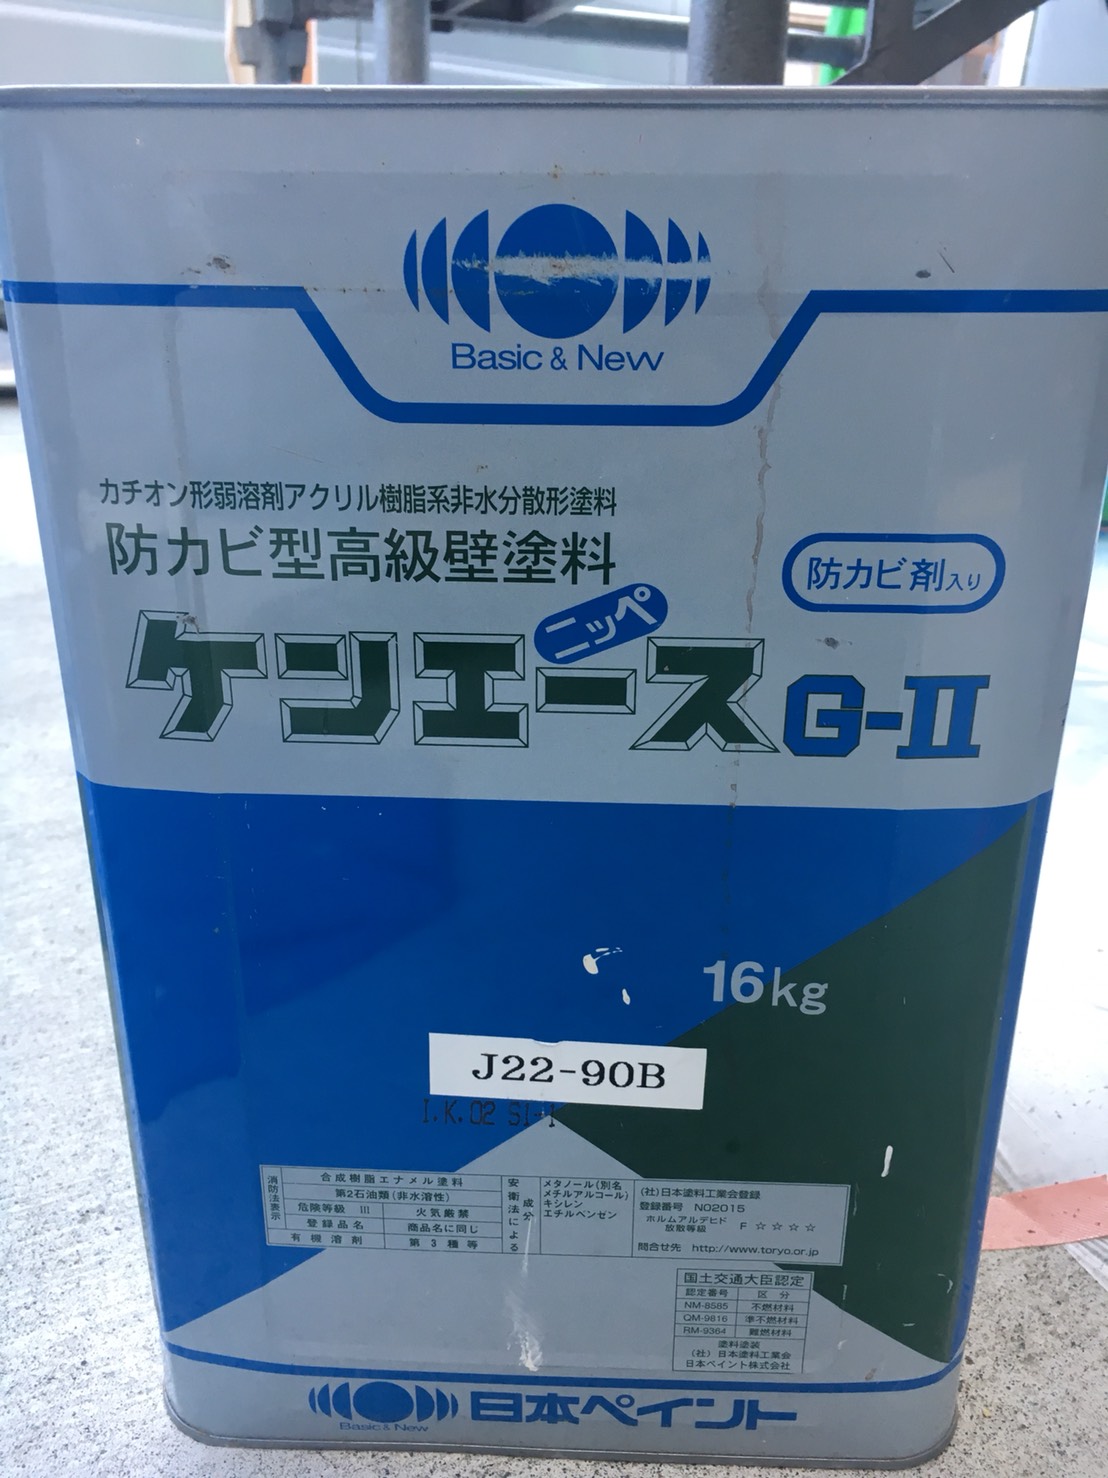 Basic & New
カチオン形弱溶剤アクリル樹脂系非水分散形塗料
防カビ型高級壁塗料
防カビ剤入り
ニッペ
ケンエース G-II
16kg
J22-90B
I.K.02 S1-1
消防法表示
合成樹脂エナメル塗料
第2石油類(非水溶性)
危険等級 III 火気厳禁
登録品名 商品名に同じ
有機溶剤 第3種等
安衛法による成分
メタノール(別名
メチルアルコール)
キシレン
エチルベンゼン
(社)日本塗料工業会登録
登録番号 N02015
ホルムアルデヒド
放散等級 F☆☆☆☆
問合せ先 http://www.toryo.or.jp
国土交通大臣認定
認定番号 区分
NM-8585 不燃材料
QM-9816 準不燃材料
RM-9364 難燃材料
塗料塗装
(社)日本塗料工業会
日本ペイント株式会社
Basic & New
日本ペイント